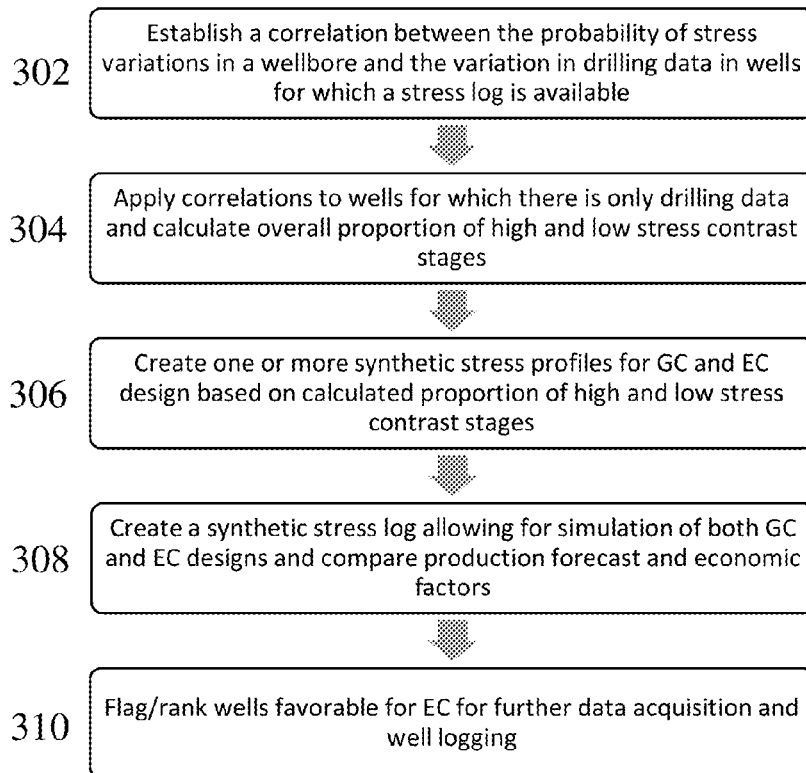 302
Establish a correlation between the probability of stress
variations in a wellbore and the variation in drilling data in wells
for which a stress log is available
304
Apply correlations to wells for which there is only drilling data
and calculate overall proportion of high and low stress contrast
stages
306
Create one or more synthetic stress profiles for GC and EC
design based on calculated proportion of high and low stress
contrast stages
308
Create a synthetic stress log allowing for simulation of both GC
and EC designs and compare production forecast and economic
factors
310
Flag/rank wells favorable for EC for further data acquisition and
well logging